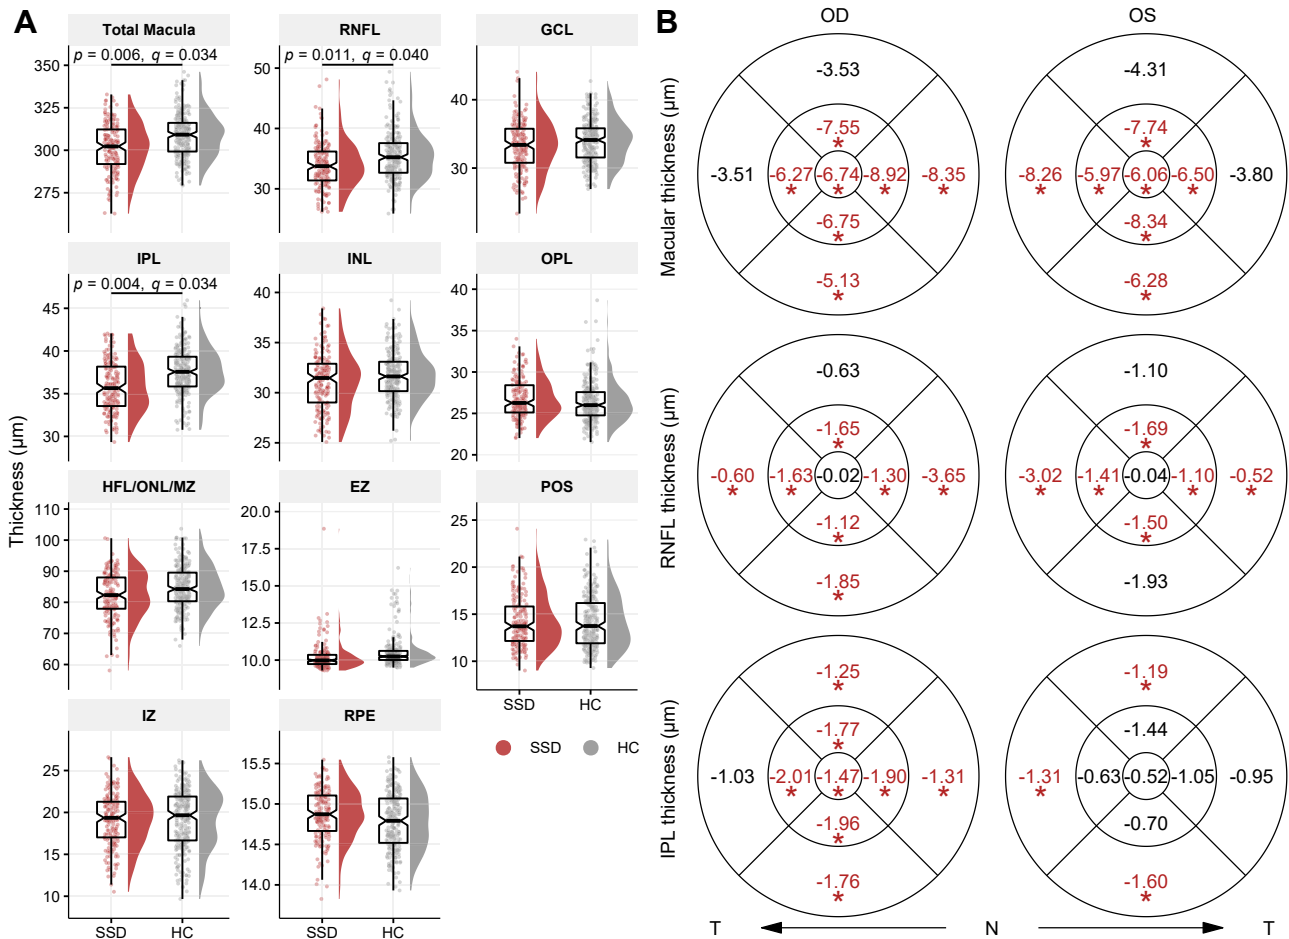 A
Total Macula
p = 0.006, q = 0.034
350
325
300
275
RNFL
p = 0.011, q = 0.040
50
40
30
GCL
40
30
IPL
p = 0.004, q = 0.034
45
40
35
30
INL
40
35
30
25
OPL
40
35
30
25
20
Thickness (µm)
HFL/ONL/MZ
110
100
90
80
70
60
EZ
20.0
17.5
15.0
12.5
10.0
POS
25
20
15
10
SSD HC
IZ
25
20
15
10
SSD HC
RPE
15.5
15.0
14.5
14.0
SSD HC
SSD HC
B
OD OS
Macular thickness (µm)
-3.53
-7.55
*
-3.51 -6.27 -6.74 -8.92 -8.35
* * * *
-6.75
*
-5.13
*
-4.31
-7.74
*
-8.26 -5.97 -6.06 -6.50 -3.80
* * * *
-8.34
*
-6.28
*
RNFL thickness (µm)
-0.63
-1.65
*
-0.60 -1.63 -0.02 -1.30 -3.65
* * * *
-1.12
*
-1.85
*
-1.10
-1.69
*
-3.02 -1.41 -0.04 -1.10 -0.52
* * * *
-1.50
*
-1.93
IPL thickness (µm)
-1.25
*
-1.77
*
-1.03 -2.01 -1.47 -1.90 -1.31
* * * *
-1.96
*
-1.76
*
-1.19
*
-1.44
-1.31 -0.63 -0.52 -1.05 -0.95
*
-0.70
-1.60
*
T N T